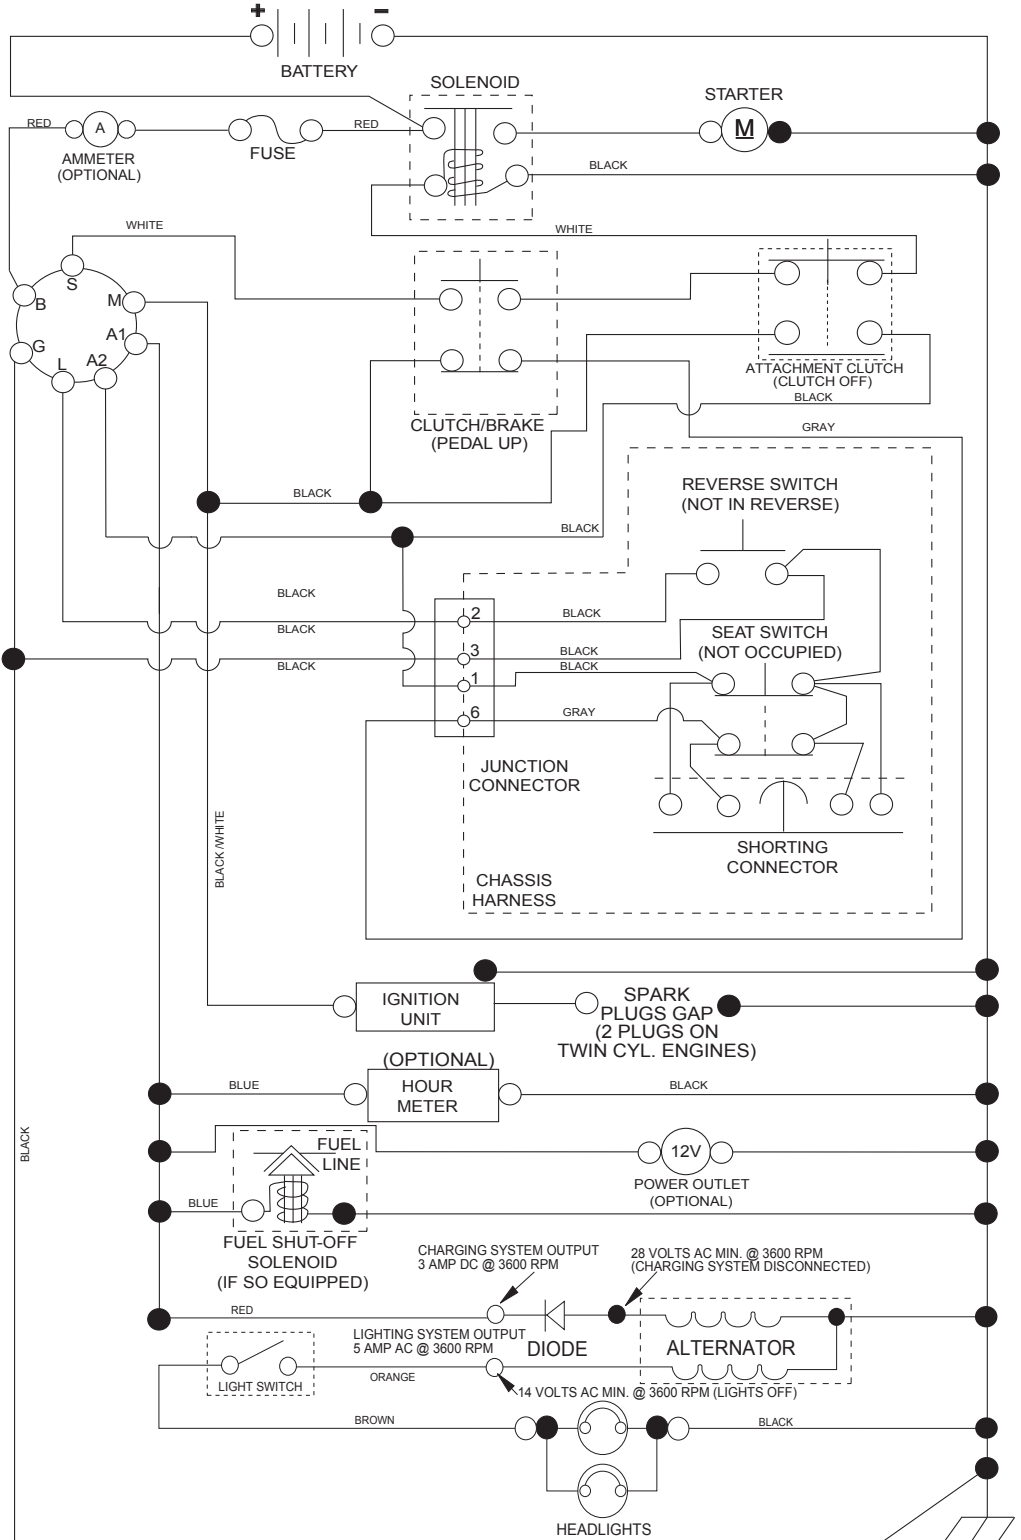 + −
BATTERY
SOLENOID
STARTER
RED
A
RED
M
FUSE
AMMETER
(OPTIONAL)
BLACK
WHITE
WHITE
S
B
M
A1
G
L
A2
ATTACHMENT CLUTCH
(CLUTCH OFF)
BLACK
CLUTCH/BRAKE
(PEDAL UP)
GRAY
REVERSE SWITCH
(NOT IN REVERSE)
BLACK
BLACK
BLACK
2
BLACK
BLACK
SEAT SWITCH
(NOT OCCUPIED)
3
BLACK
BLACK
BLACK
1
6
GRAY
JUNCTION
CONNECTOR
SHORTING
CONNECTOR
BLACK/WHITE
CHASSIS
HARNESS
IGNITION
UNIT
SPARK
PLUGS GAP
(2 PLUGS ON
TWIN CYL. ENGINES)
(OPTIONAL)
BLUE
HOUR
METER
BLACK
BLACK
FUEL
LINE
12V
POWER OUTLET
(OPTIONAL)
BLUE
FUEL SHUT-OFF
SOLENOID
(IF SO EQUIPPED)
CHARGING SYSTEM OUTPUT
3 AMP DC @ 3600 RPM
28 VOLTS AC MIN. @ 3600 RPM
(CHARGING SYSTEM DISCONNECTED)
RED
LIGHTING SYSTEM OUTPUT
5 AMP AC @ 3600 RPM
DIODE
ALTERNATOR
LIGHT SWITCH
ORANGE
14 VOLTS AC MIN. @ 3600 RPM (LIGHTS OFF)
BROWN
BLACK
HEADLIGHTS